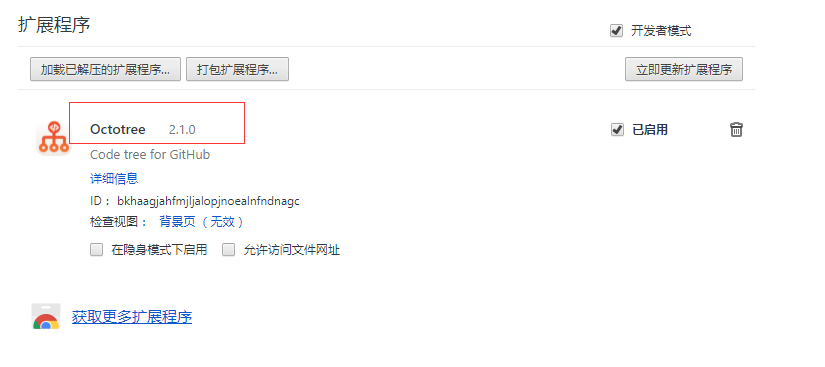 扩展程序
开发者模式
加载已解压的扩展程序... 打包扩展程序... 立即更新扩展程序
Octotree 2.1.0 已启用
Code tree for GitHub
详细信息
ID： bkhaagjahfmjljalopjnoealnfndnagc
检查视图： 背景页 （无效）
在隐身模式下启用 允许访问文件网址
获取更多扩展程序